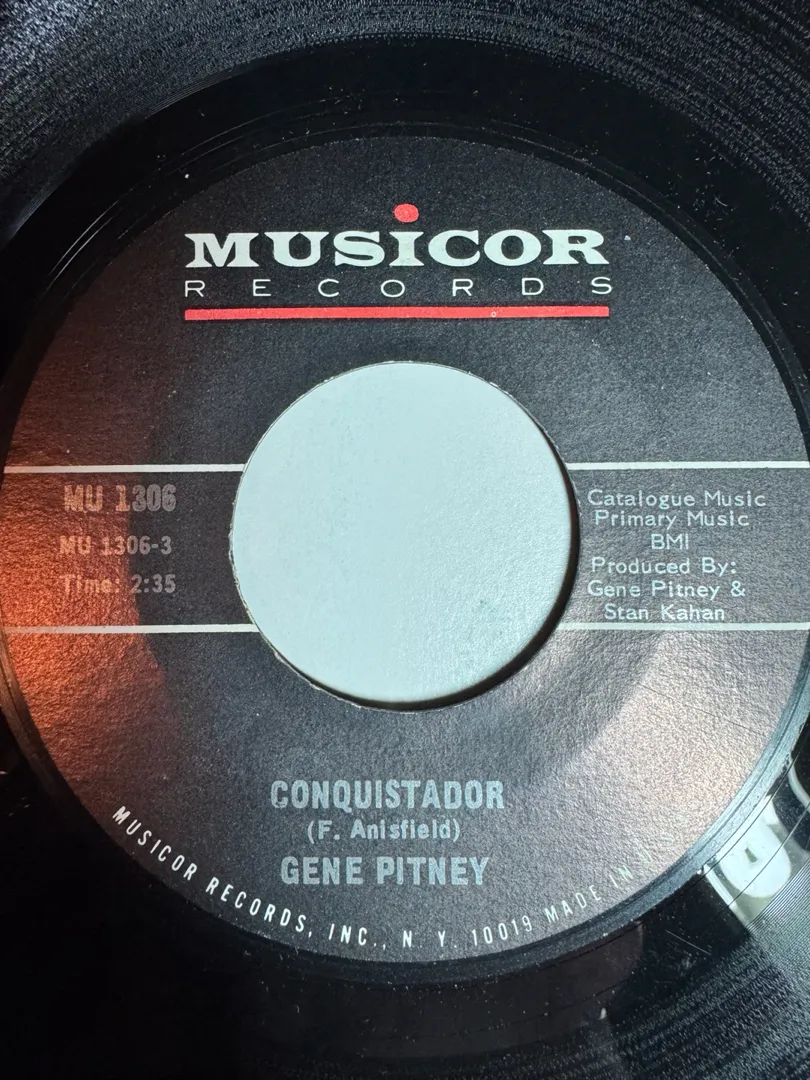 MUSiCOR
RECORDS
MU 1306
MU 1306-3
Time: 2:35
Catalogue Music
Primary Music
BMI
Produced By:
Gene Pitney &
Stan Kahan
CONQUISTADOR
(F. Anisfield)
GENE PITNEY
MUSICOR RECORDS, INC., N. Y. 10019 MADE IN